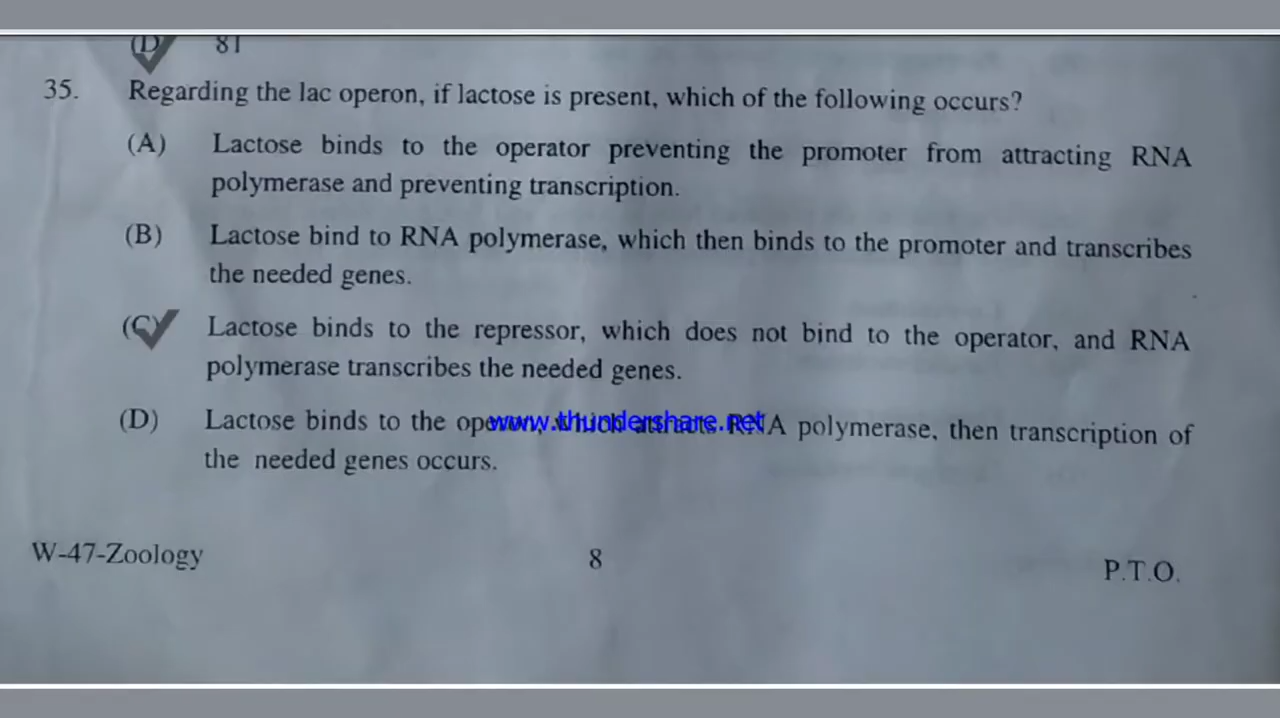 (D) 81
35. Regarding the lac operon, if lactose is present, which of the following occurs?
(A) Lactose binds to the operator preventing the promoter from attracting RNA
polymerase and preventing transcription.
(B) Lactose bind to RNA polymerase, which then binds to the promoter and transcribes
the needed genes.
(C) Lactose binds to the repressor, which does not bind to the operator, and RNA
polymerase transcribes the needed genes.
(D) Lactose binds to the which attracts RNA polymerase, then transcription of
www.thundershare.net
the needed genes occurs.
W-47-Zoology 8 P.T.O.